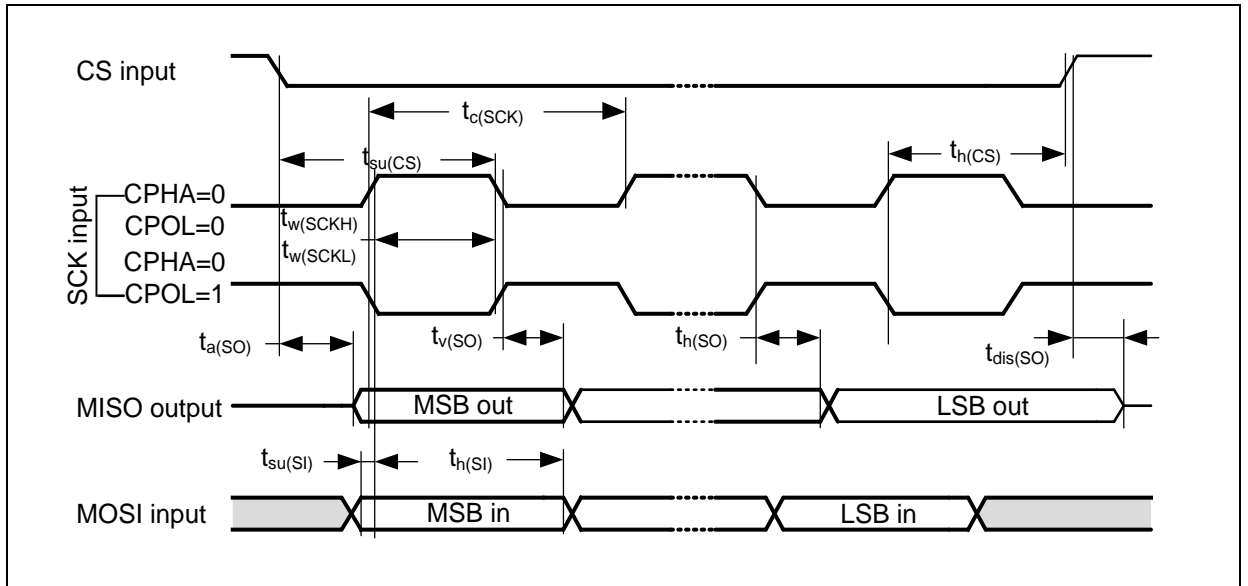 CS input
tc(SCK)
tsu(CS)
th(CS)
SCK input
CPHA=0
CPOL=0
CPHA=0
CPOL=1
tw(SCKH)
tw(SCKL)
ta(SO)
tv(SO)
th(SO)
tdis(SO)
MISO output
MSB out
LSB out
tsu(SI)
th(SI)
MOSI input
MSB in
LSB in